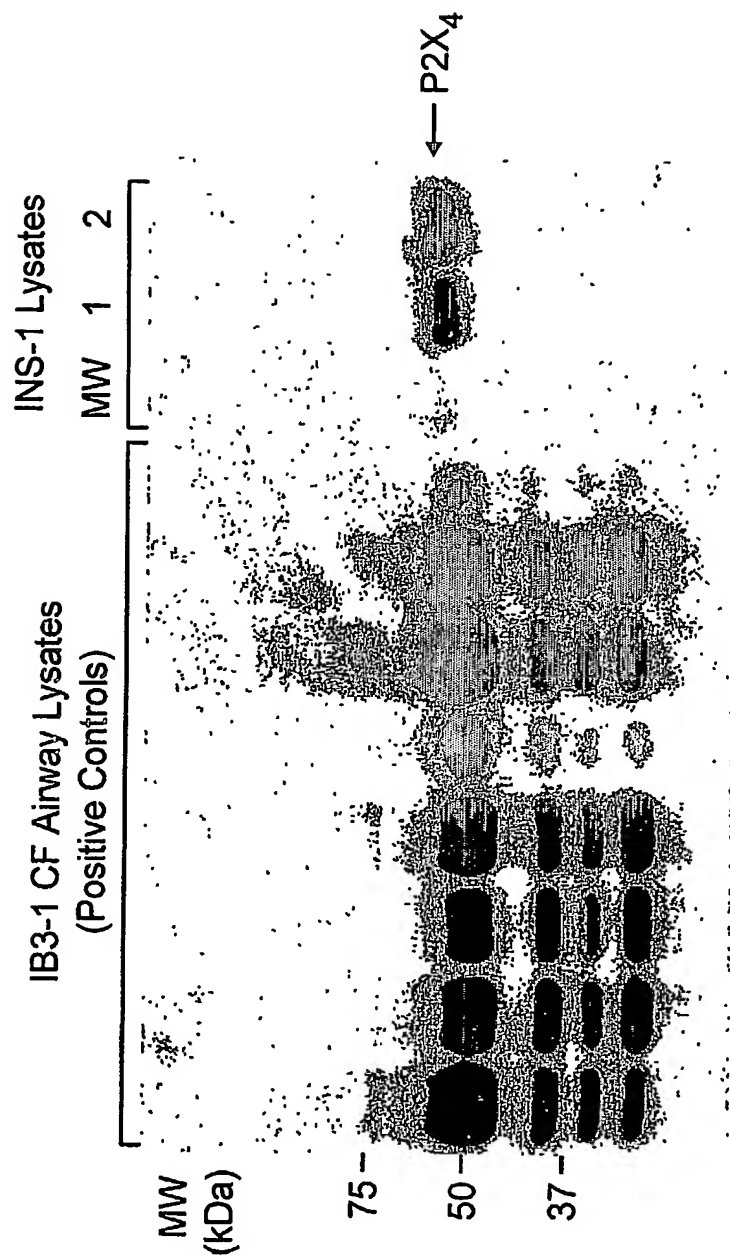 IB3-1 CF Airway Lysates
(Positive Controls)
INS-1 Lysates
MW 1 2
MW
(kDa)
75
50
37
P2X4